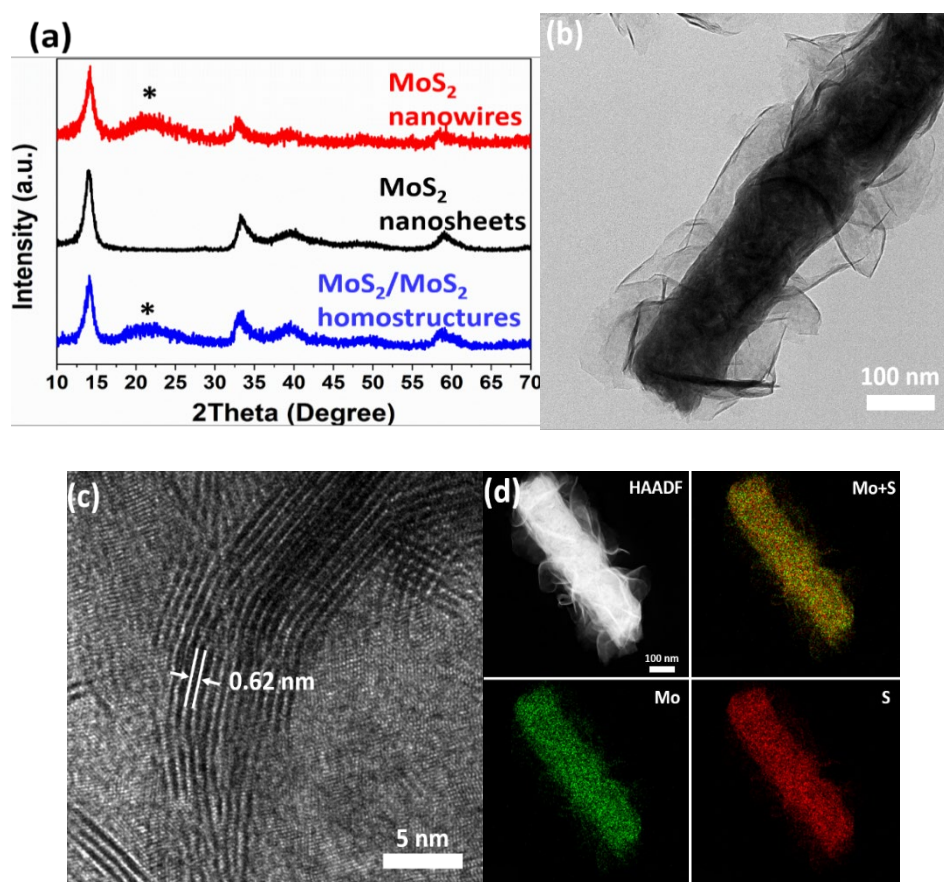 (a)
MoS₂
nanowires
*
MoS₂
nanosheets
MoS₂/MoS₂
homostructures
*
Intensity (a.u.)
10 15 20 25 30 35 40 45 50 55 60 65 70
2Theta (Degree)
(b)
100 nm
(c)
0.62 nm
5 nm
(d)
HAADF
100 nm
Mo+S
Mo
S